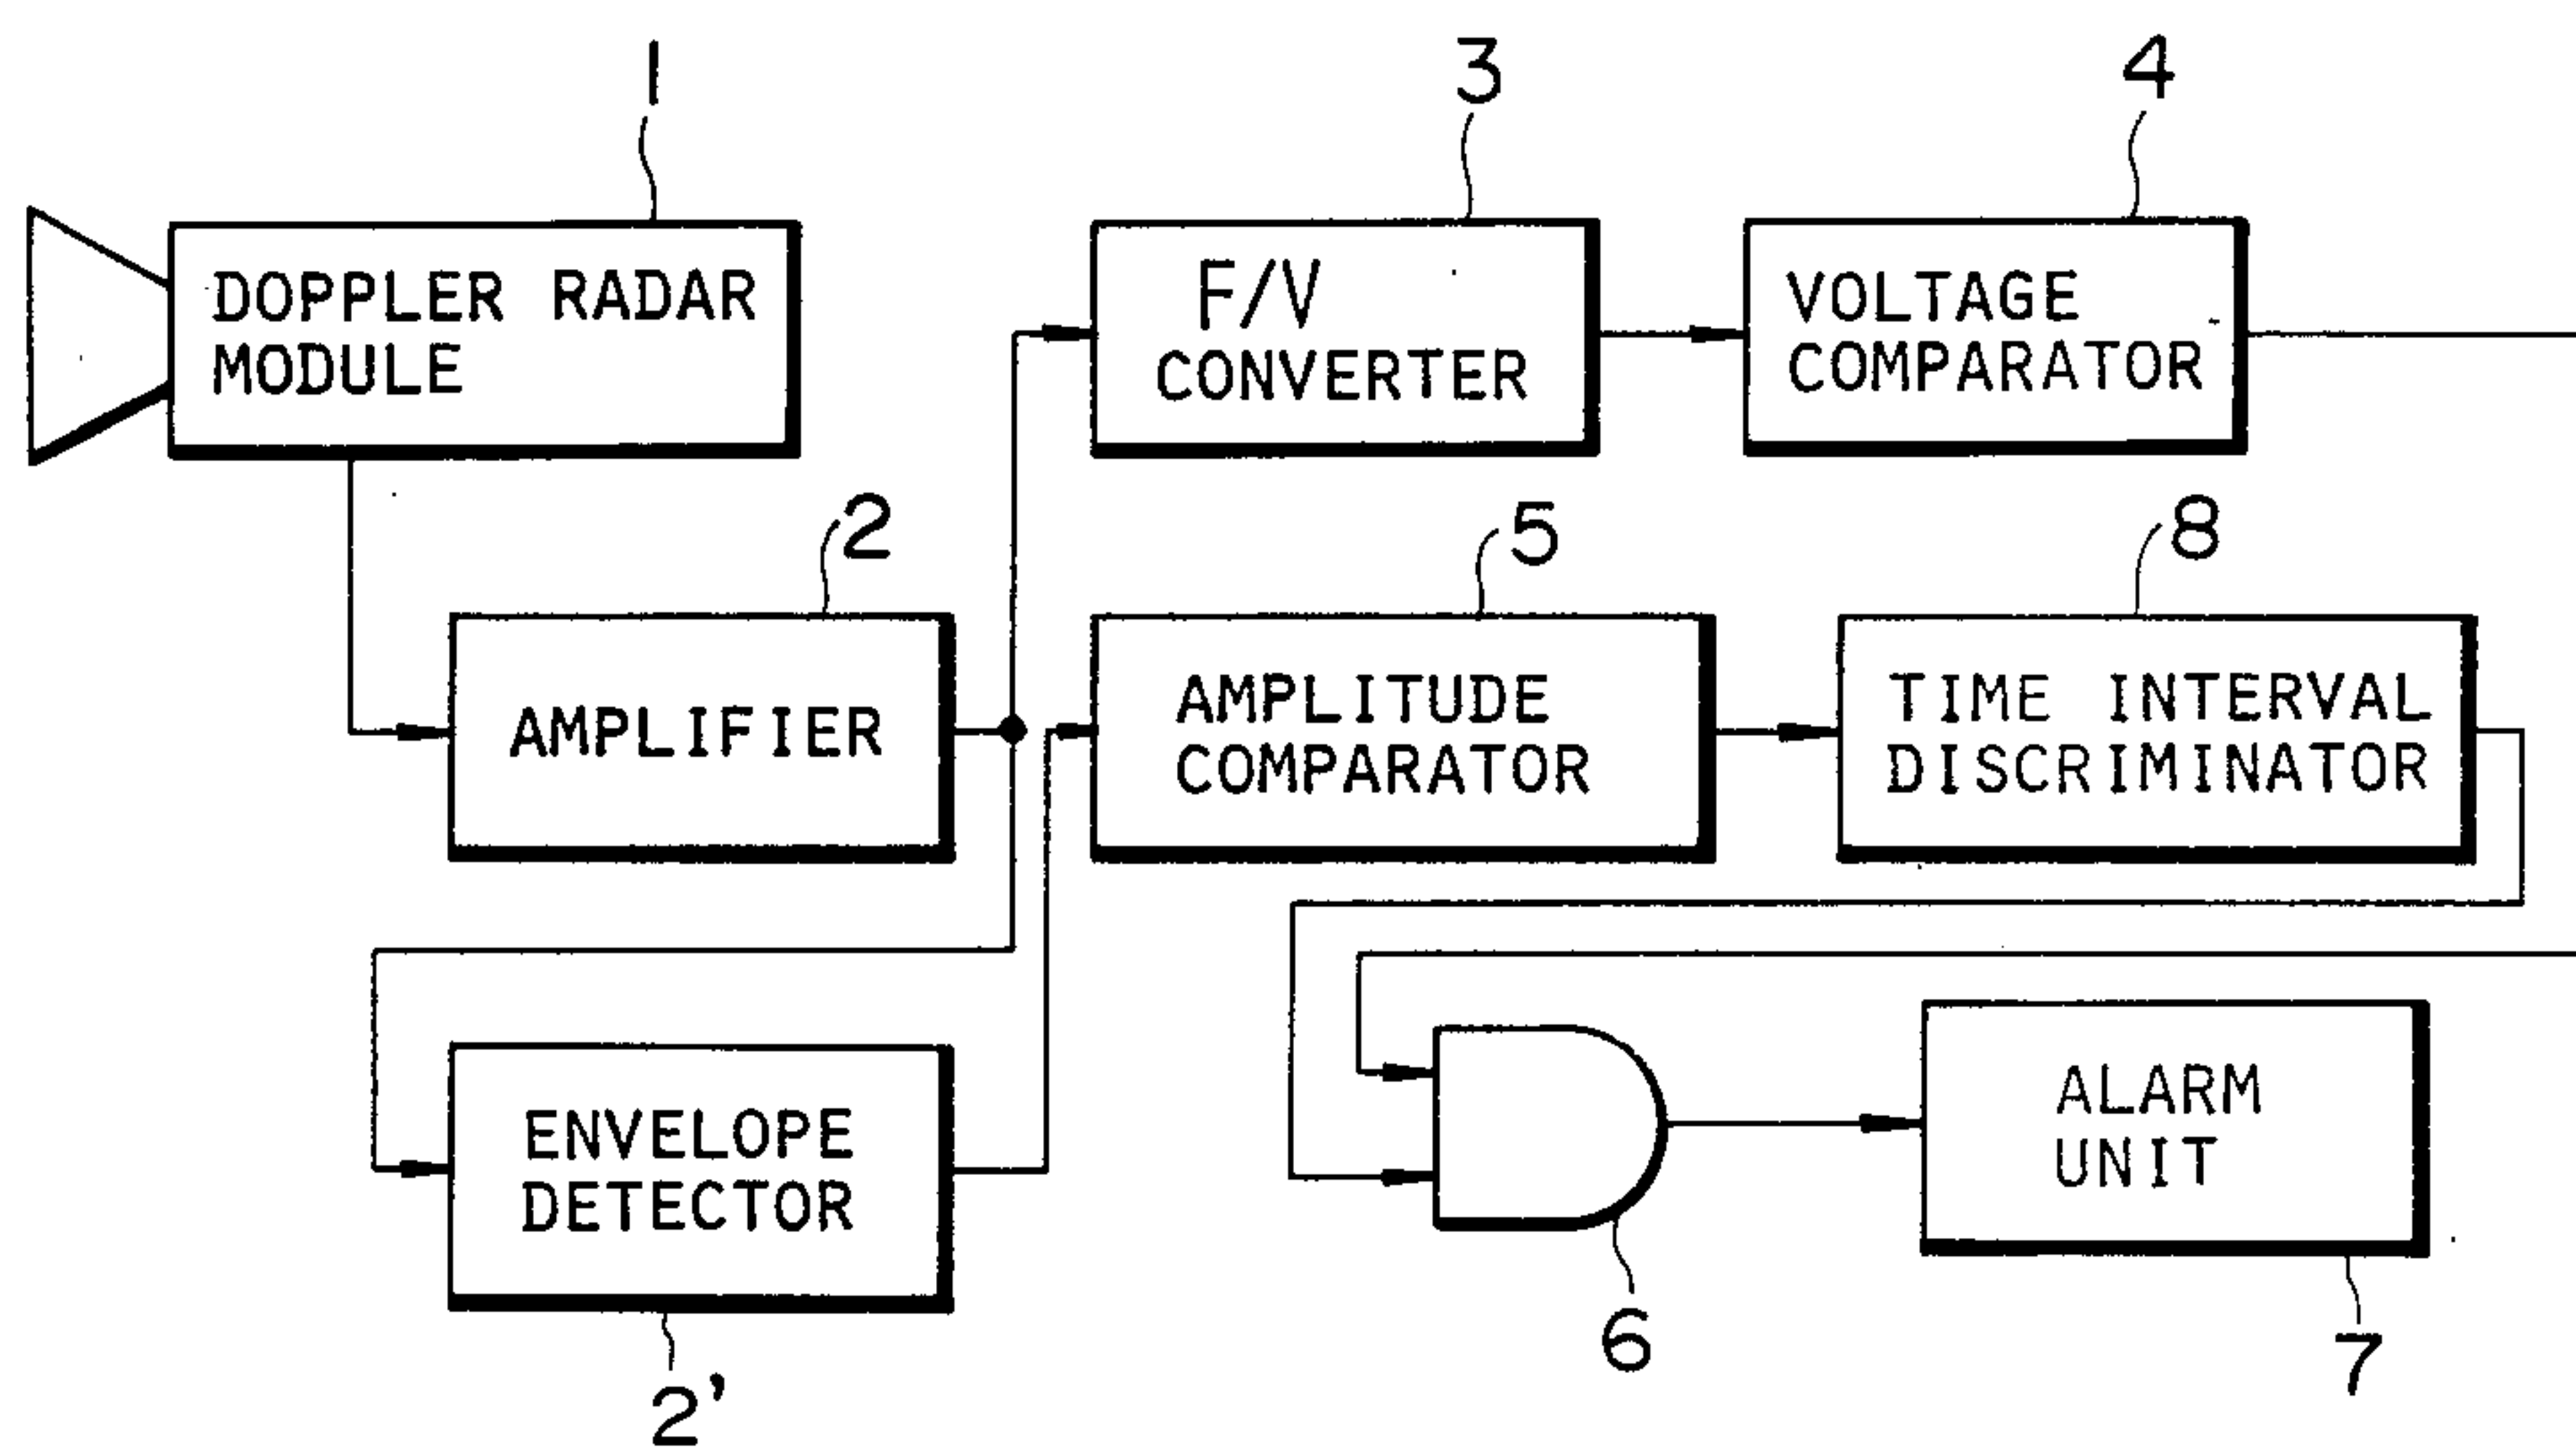 1
3
4
DOPPLER RADAR
MODULE
F/V
CONVERTER
VOLTAGE
COMPARATOR
2
5
8
AMPLIFIER
AMPLITUDE
COMPARATOR
TIME INTERVAL
DISCRIMINATOR
ENVELOPE
DETECTOR
ALARM
UNIT
2'
6
7